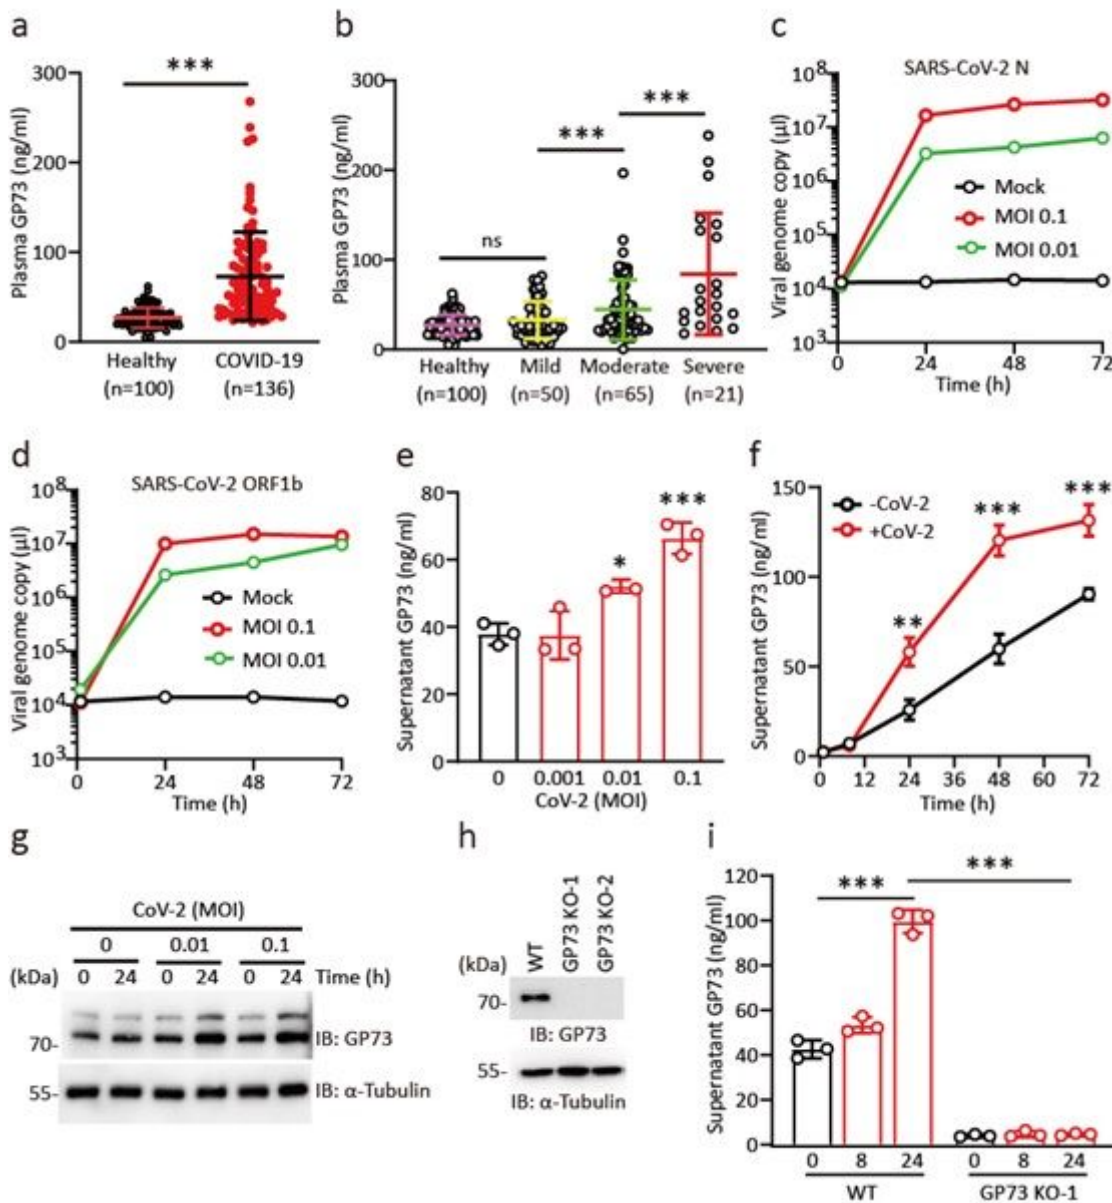 a
***
300
200
100
0
Plasma GP73 (ng/ml)
Healthy
(n=100)
COVID-19
(n=136)
b
***
***
ns
300
200
100
0
Plasma GP73 (ng/ml)
Healthy
(n=100)
Mild
(n=50)
Moderate
(n=65)
Severe
(n=21)
c
SARS-CoV-2 N
10⁸
10⁷
10⁶
10⁵
10⁴
10³
Viral genome copy (µl)
Mock
MOI 0.1
MOI 0.01
0 24 48 72
Time (h)
d
SARS-CoV-2 ORF1b
10⁸
10⁷
10⁶
10⁵
10⁴
10³
Viral genome copy (µl)
Mock
MOI 0.1
MOI 0.01
0 24 48 72
Time (h)
e
80
60
40
20
0
Supernatant GP73 (ng/ml)
*
***
0 0.001 0.01 0.1
CoV-2 (MOI)
f
150
100
50
0
Supernatant GP73 (ng/ml)
-CoV-2
+CoV-2
**
***
***
0 12 24 36 48 60 72
Time (h)
g
CoV-2 (MOI)
0 0.01 0.1
(kDa) 0 24 0 24 0 24 Time (h)
70- IB: GP73
55- IB: α-Tubulin
h
WT
GP73 KO-1
GP73 KO-2
(kDa)
70-
IB: GP73
55-
IB: α-Tubulin
i
***
***
120
100
80
60
40
20
0
Supernatant GP73 (ng/ml)
0 8 24 0 8 24
WT GP73 KO-1